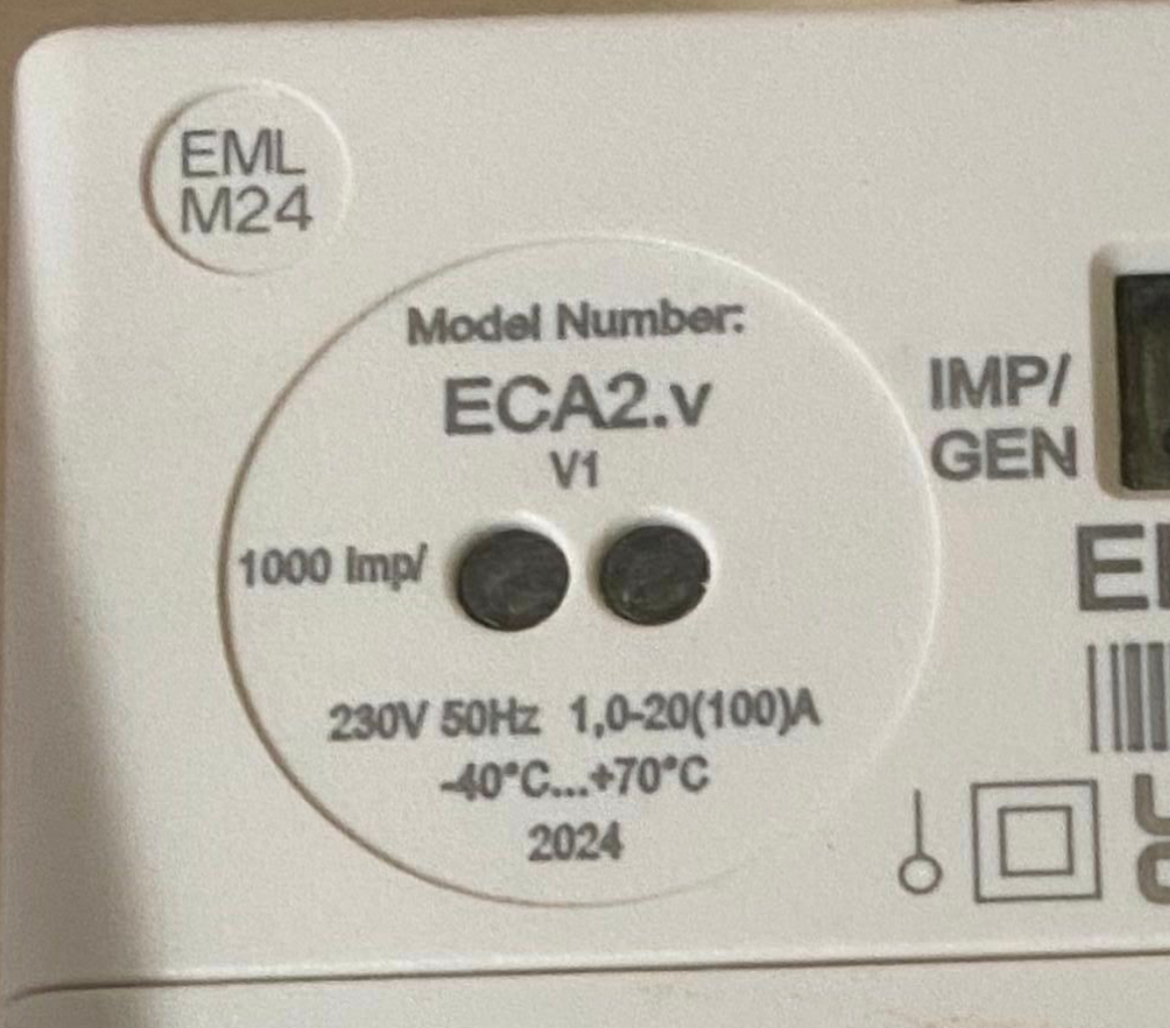 EML
M24
Model Number:
ECA2.v
V1
1000 Imp/
230V 50Hz 1,0-20(100)A
-40°C...+70°C
2024
IMP/
GEN